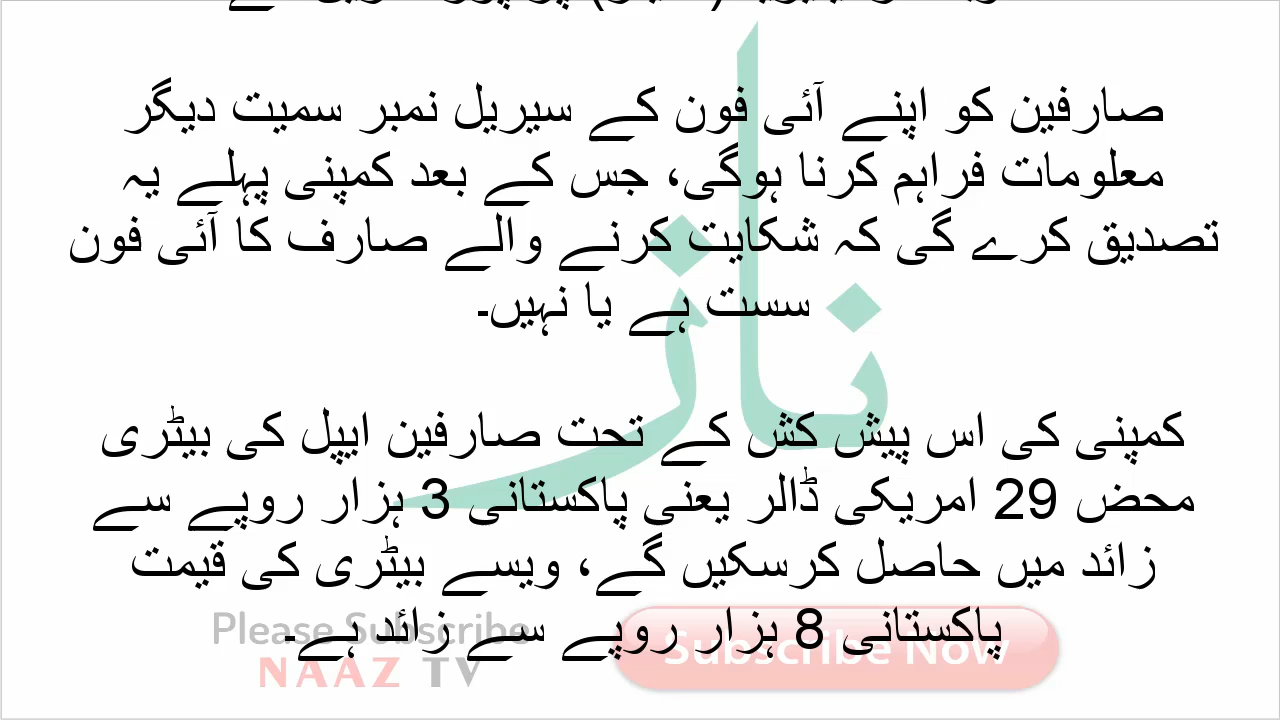 صارفین کو اپنے آئی فون کے سیریل نمبر سمیت دیگر
معلومات فراہم کرنا ہوگی، جس کے بعد کمپنی پہلے یہ
تصدیق کرے گی کہ شکایت کرنے والے صارف کا آئی فون
سست ہے یا نہیں۔
کمپنی کی اس پیش کش کے تحت صارفین ایپل کی بیٹری
محض 29 امریکی ڈالر یعنی پاکستانی 3 ہزار روپے سے
زائد میں حاصل کرسکیں گے، ویسے بیٹری کی قیمت
پاکستانی 8 ہزار روپے سے زائد ہے۔
ناز
Please Subscribe
NAAZ TV
Subscribe Now